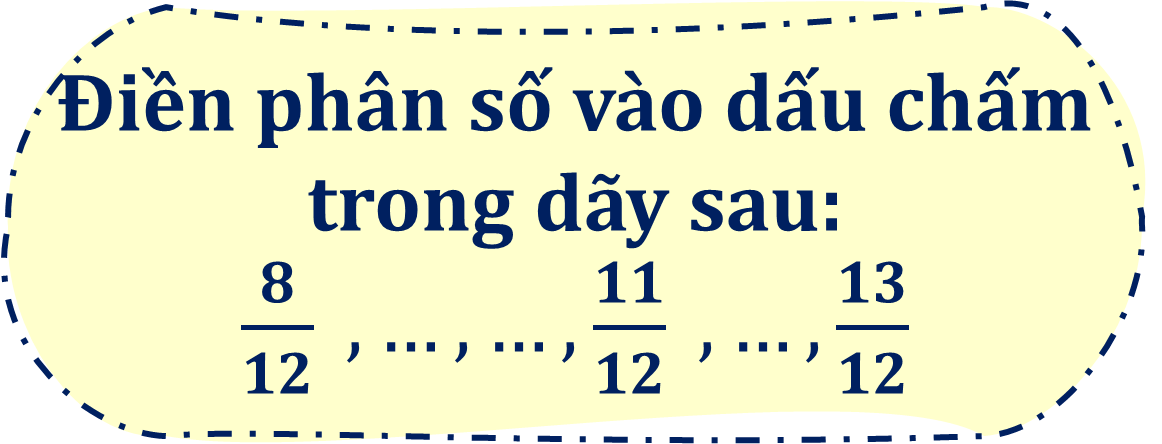 Điền phân số vào dấu chấm
trong dãy sau:
8/12 , ... , ... , 11/12 , ... , 13/12